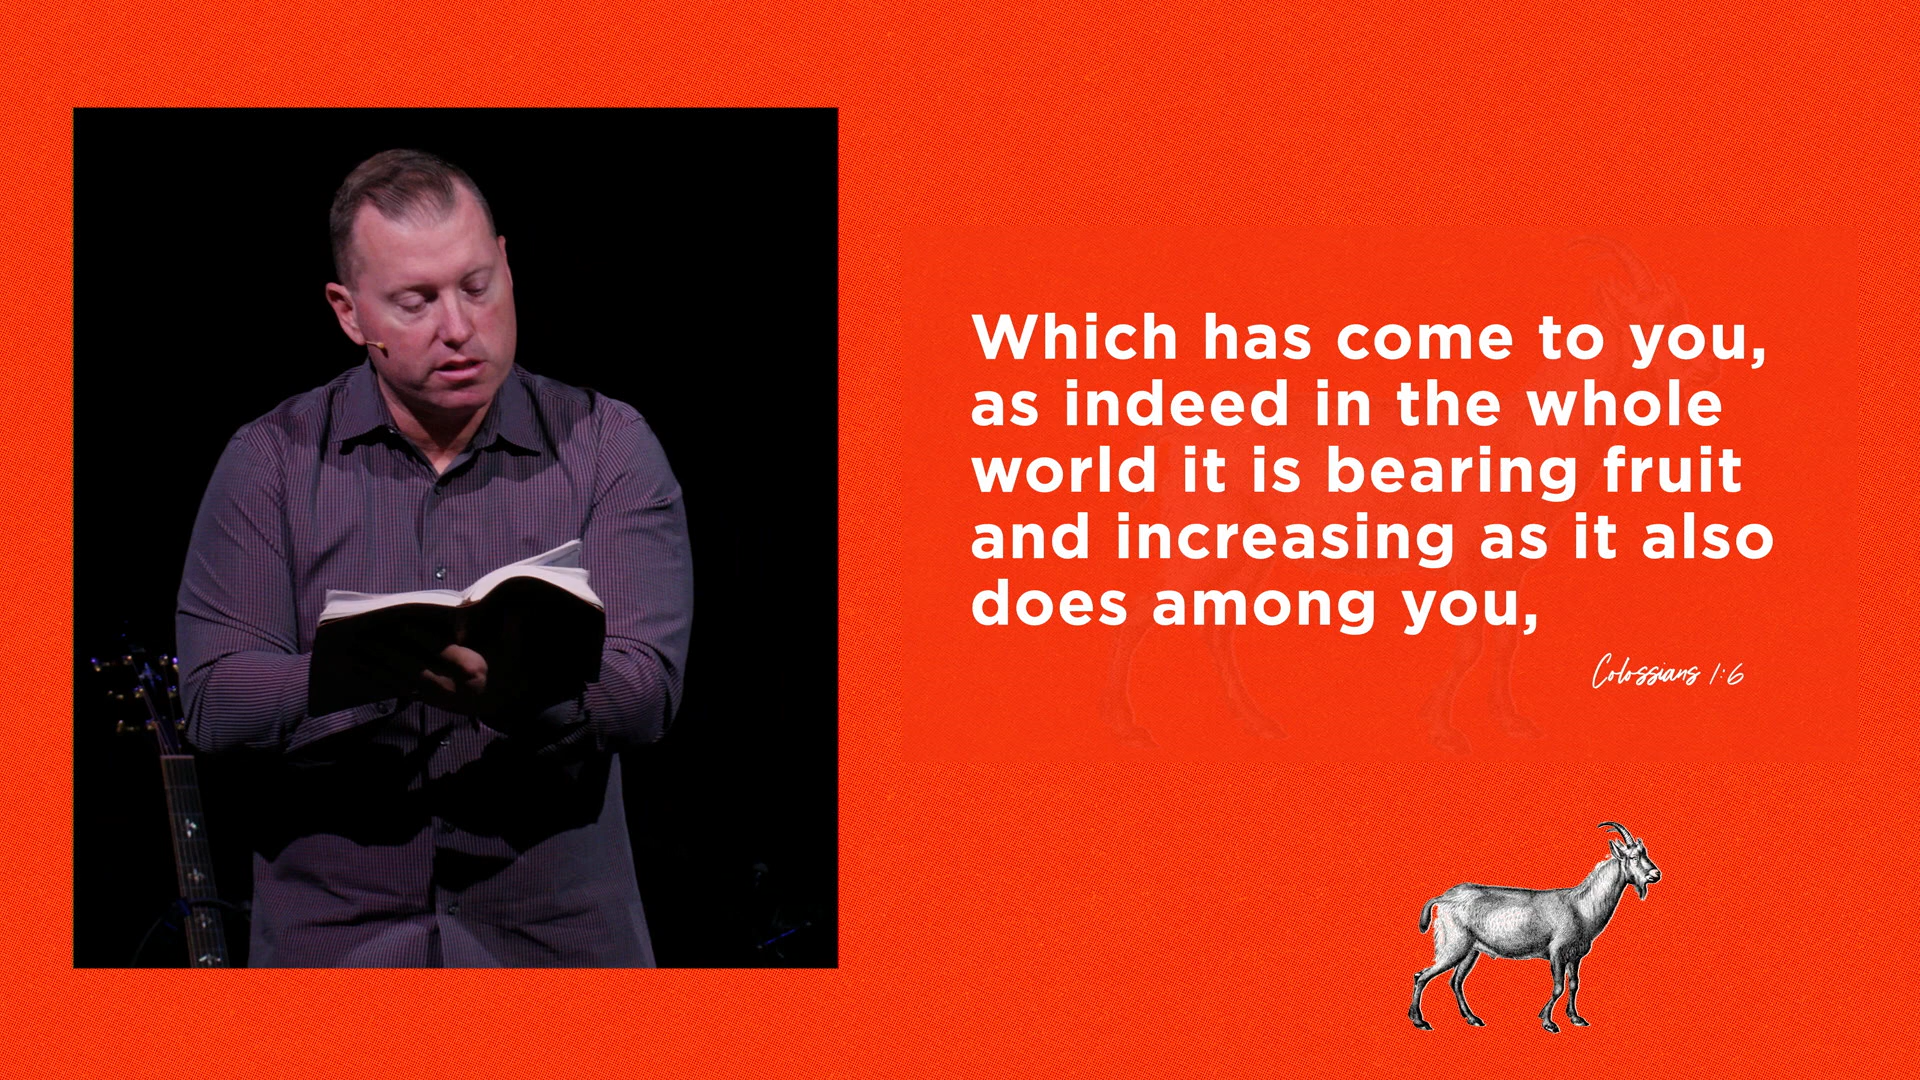 Which has come to you,
as indeed in the whole
world it is bearing fruit
and increasing as it also
does among you,
Colossians 1:6